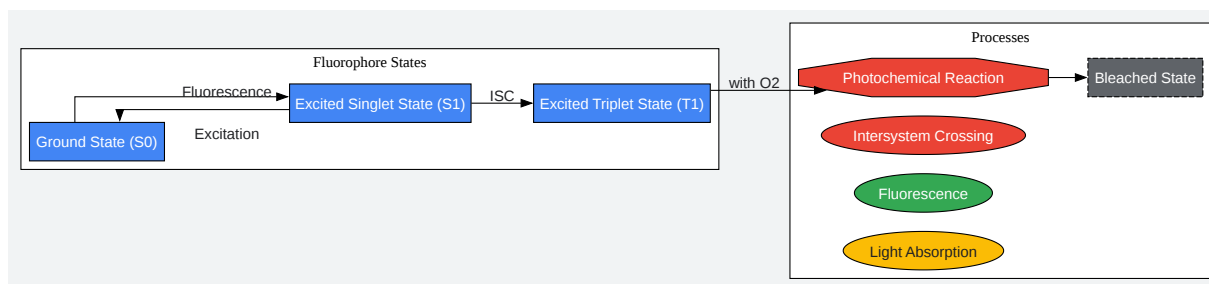 Fluorophore States
Fluorescence
Excitation
Ground State (S0)
Excited Singlet State (S1)
ISC
Excited Triplet State (T1)
with O2
Processes
Photochemical Reaction
Bleached State
Intersystem Crossing
Fluorescence
Light Absorption